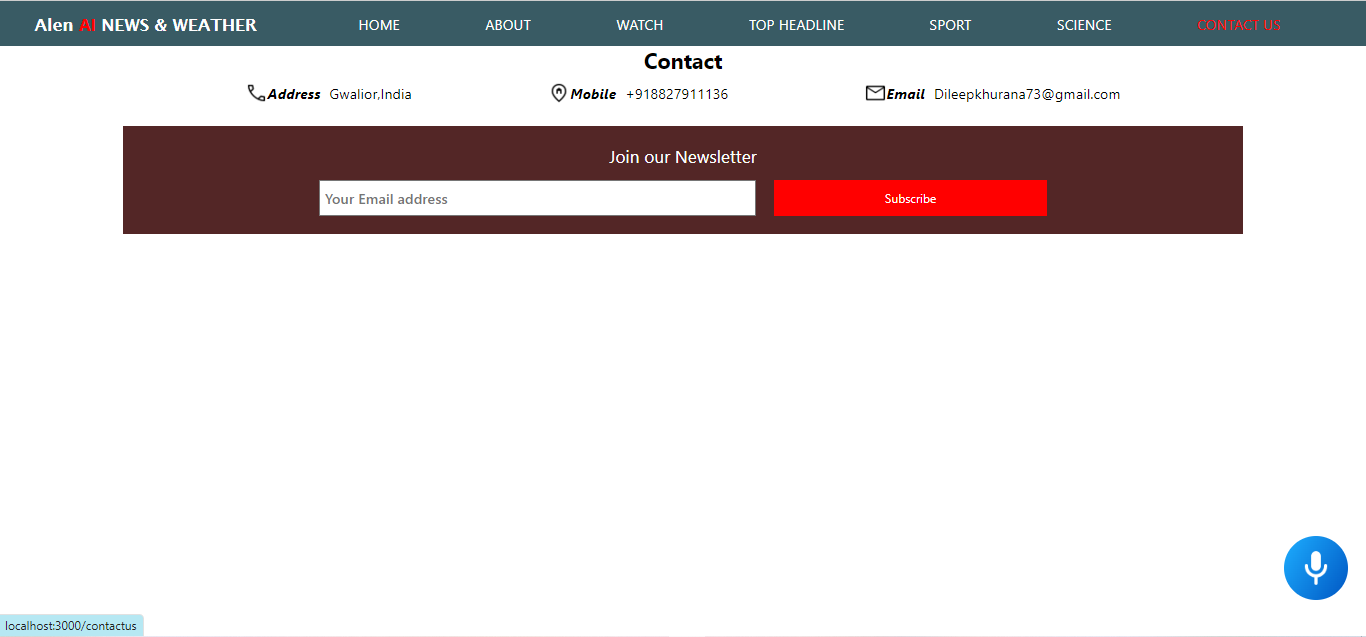 Alen AI NEWS & WEATHER HOME ABOUT WATCH TOP HEADLINE SPORT SCIENCE CONTACT US
Contact
Address Gwalior,India Mobile +918827911136 Email Dileepkhurana73@gmail.com
Join our Newsletter
Your Email address Subscribe
localhost:3000/contactus